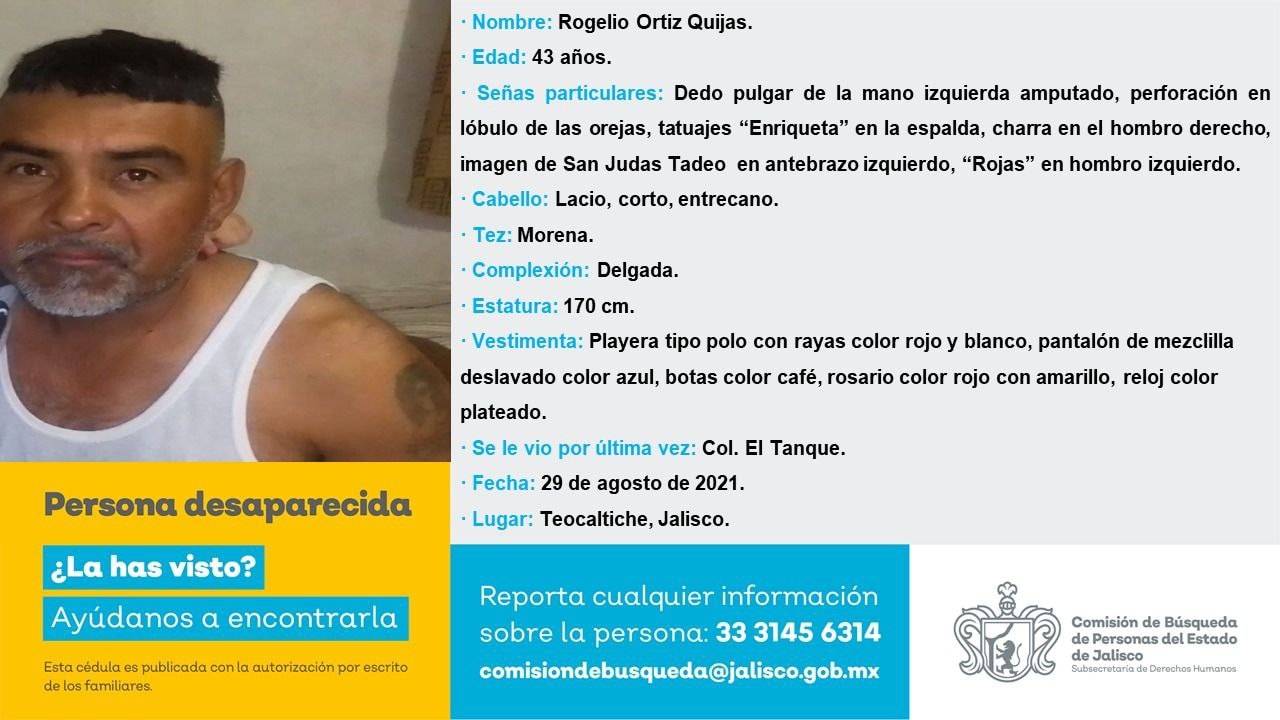 · Nombre: Rogelio Ortiz Quijas.
· Edad: 43 años.
· Señas particulares: Dedo pulgar de la mano izquierda amputado, perforación en
lóbulo de las orejas, tatuajes “Enriqueta” en la espalda, charra en el hombro derecho,
imagen de San Judas Tadeo en antebrazo izquierdo, “Rojas” en hombro izquierdo.
· Cabello: Lacio, corto, entrecano.
· Tez: Morena.
· Complexión: Delgada.
· Estatura: 170 cm.
· Vestimenta: Playera tipo polo con rayas color rojo y blanco, pantalón de mezclilla
deslavado color azul, botas color café, rosario color rojo con amarillo, reloj color
plateado.
· Se le vio por última vez: Col. El Tanque.
· Fecha: 29 de agosto de 2021.
· Lugar: Teocaltiche, Jalisco.
Persona desaparecida
¿La has visto?
Ayúdanos a encontrarla
Esta cédula es publicada con la autorización por escrito
de los familiares.
Reporta cualquier información
sobre la persona: 33 3145 6314
comisiondebusqueda@jalisco.gob.mx
Comisión de Búsqueda
de Personas del Estado
de Jalisco
Subsecretaría de Derechos Humanos